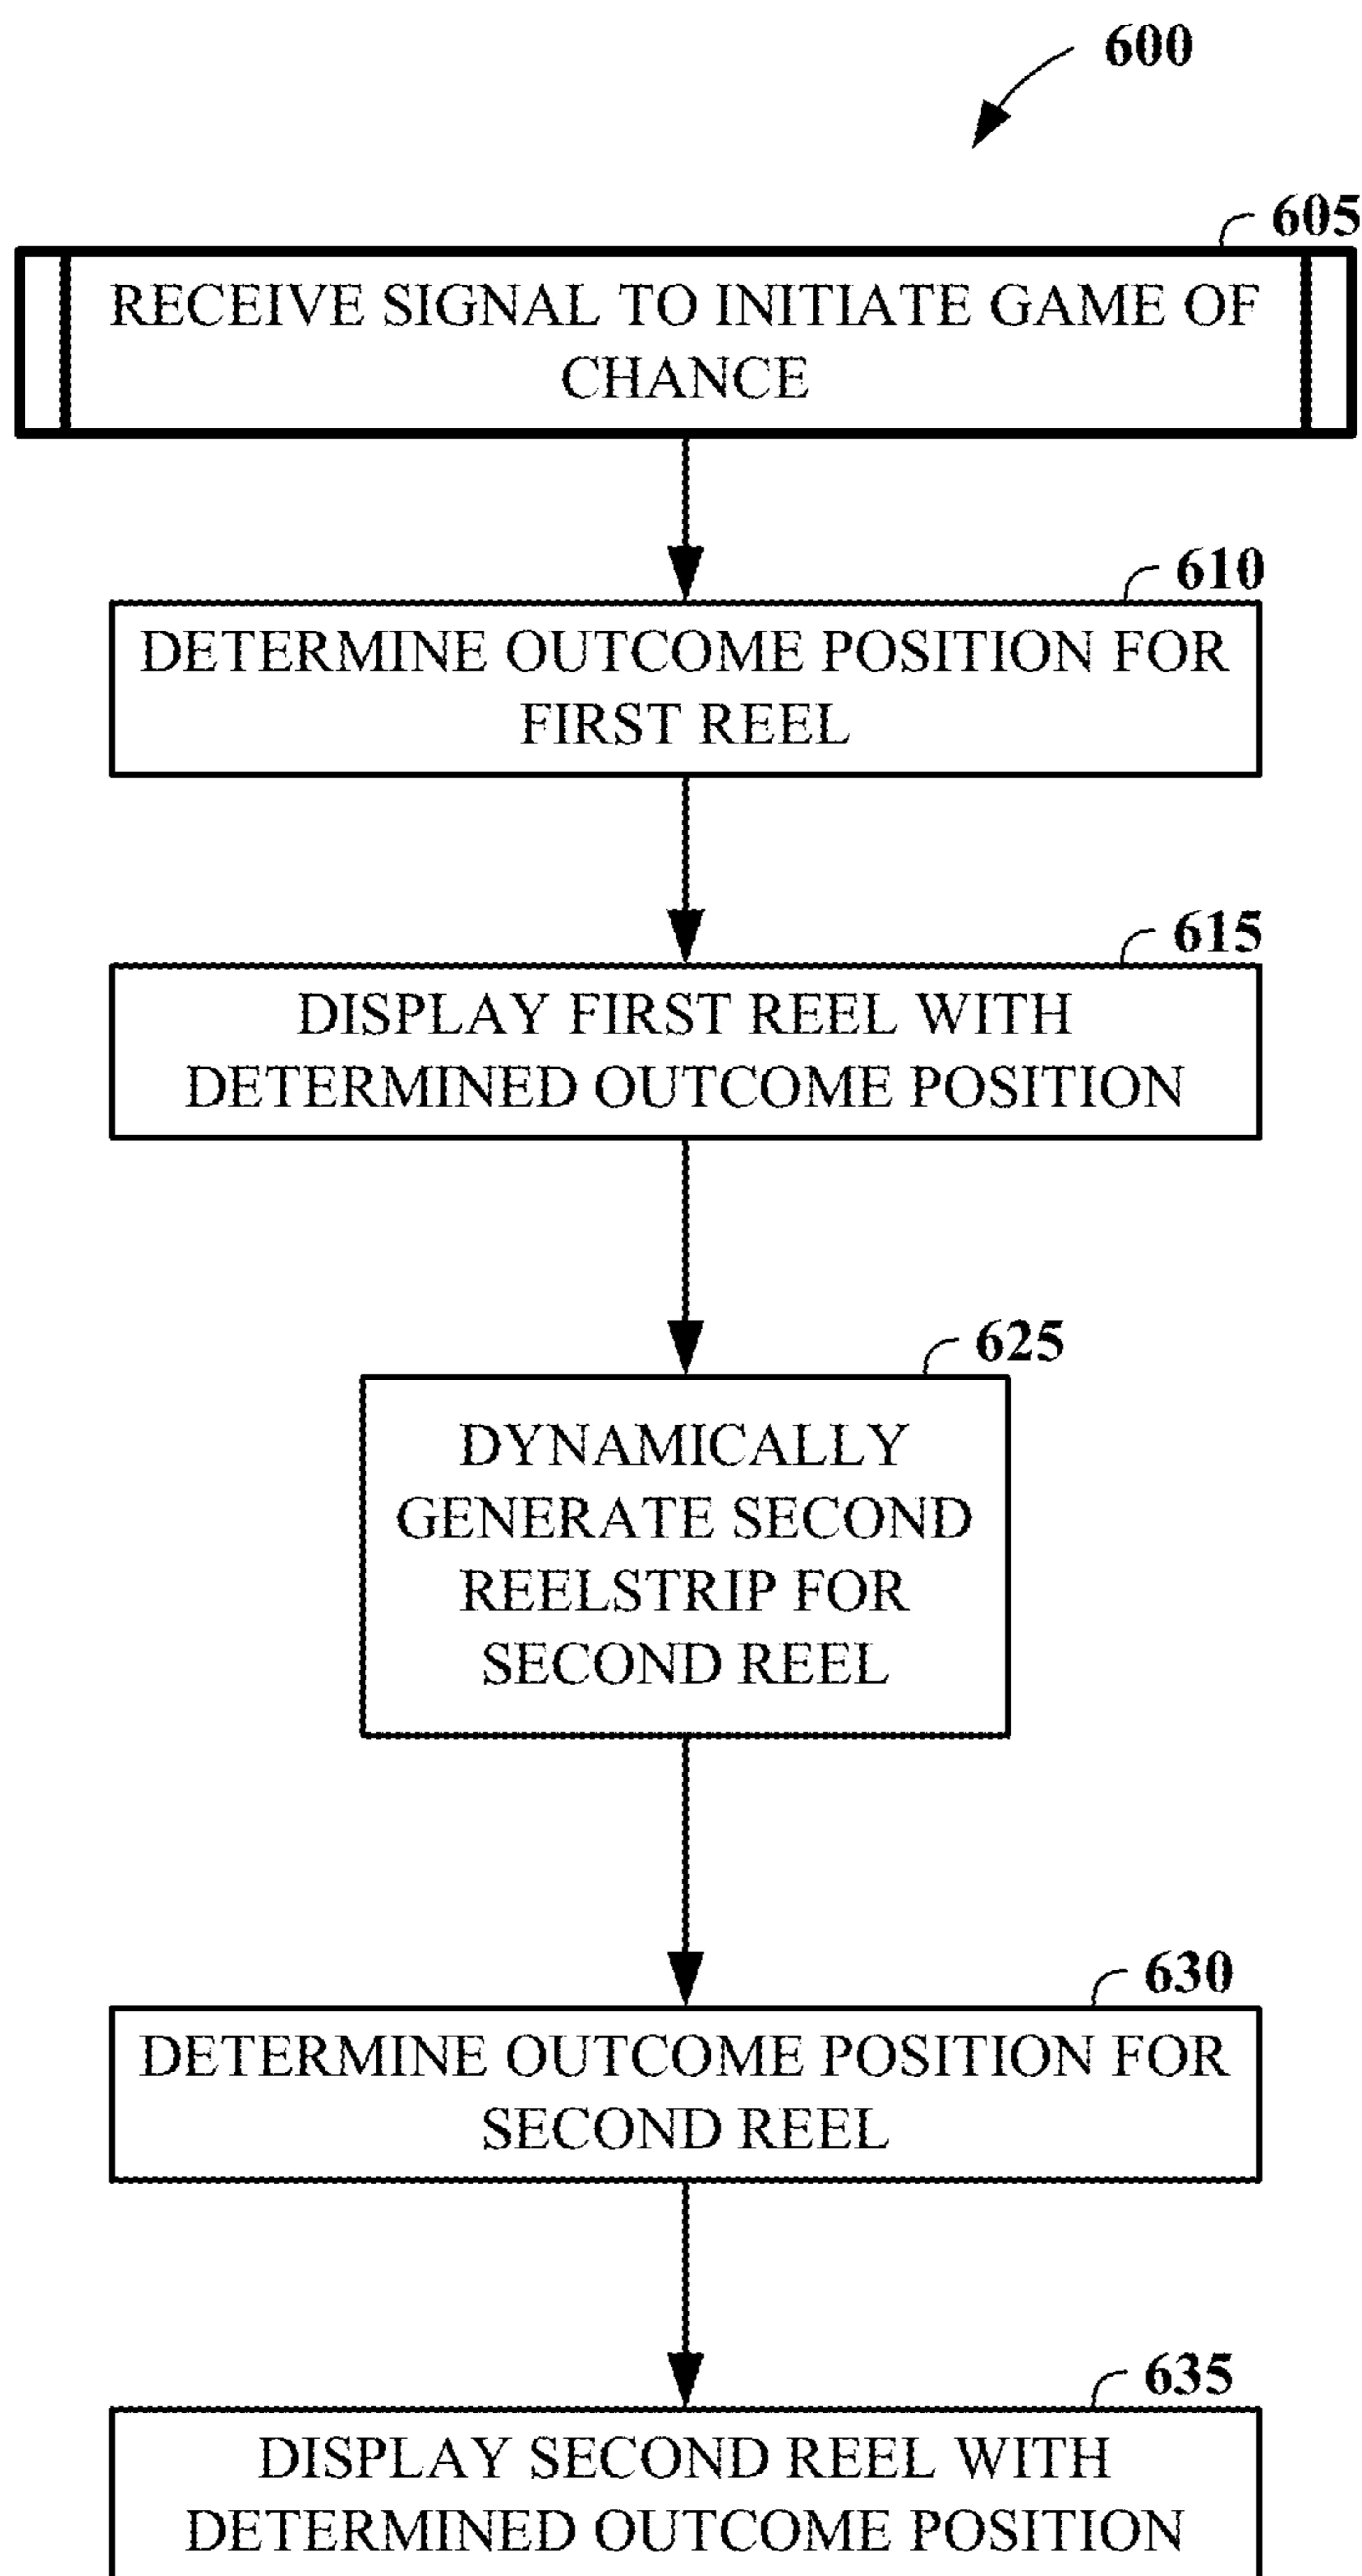 600
605
RECEIVE SIGNAL TO INITIATE GAME OF
CHANCE
610
DETERMINE OUTCOME POSITION FOR
FIRST REEL
615
DISPLAY FIRST REEL WITH
DETERMINED OUTCOME POSITION
625
DYNAMICALLY
GENERATE SECOND
REELSTRIP FOR
SECOND REEL
630
DETERMINE OUTCOME POSITION FOR
SECOND REEL
635
DISPLAY SECOND REEL WITH
DETERMINED OUTCOME POSITION